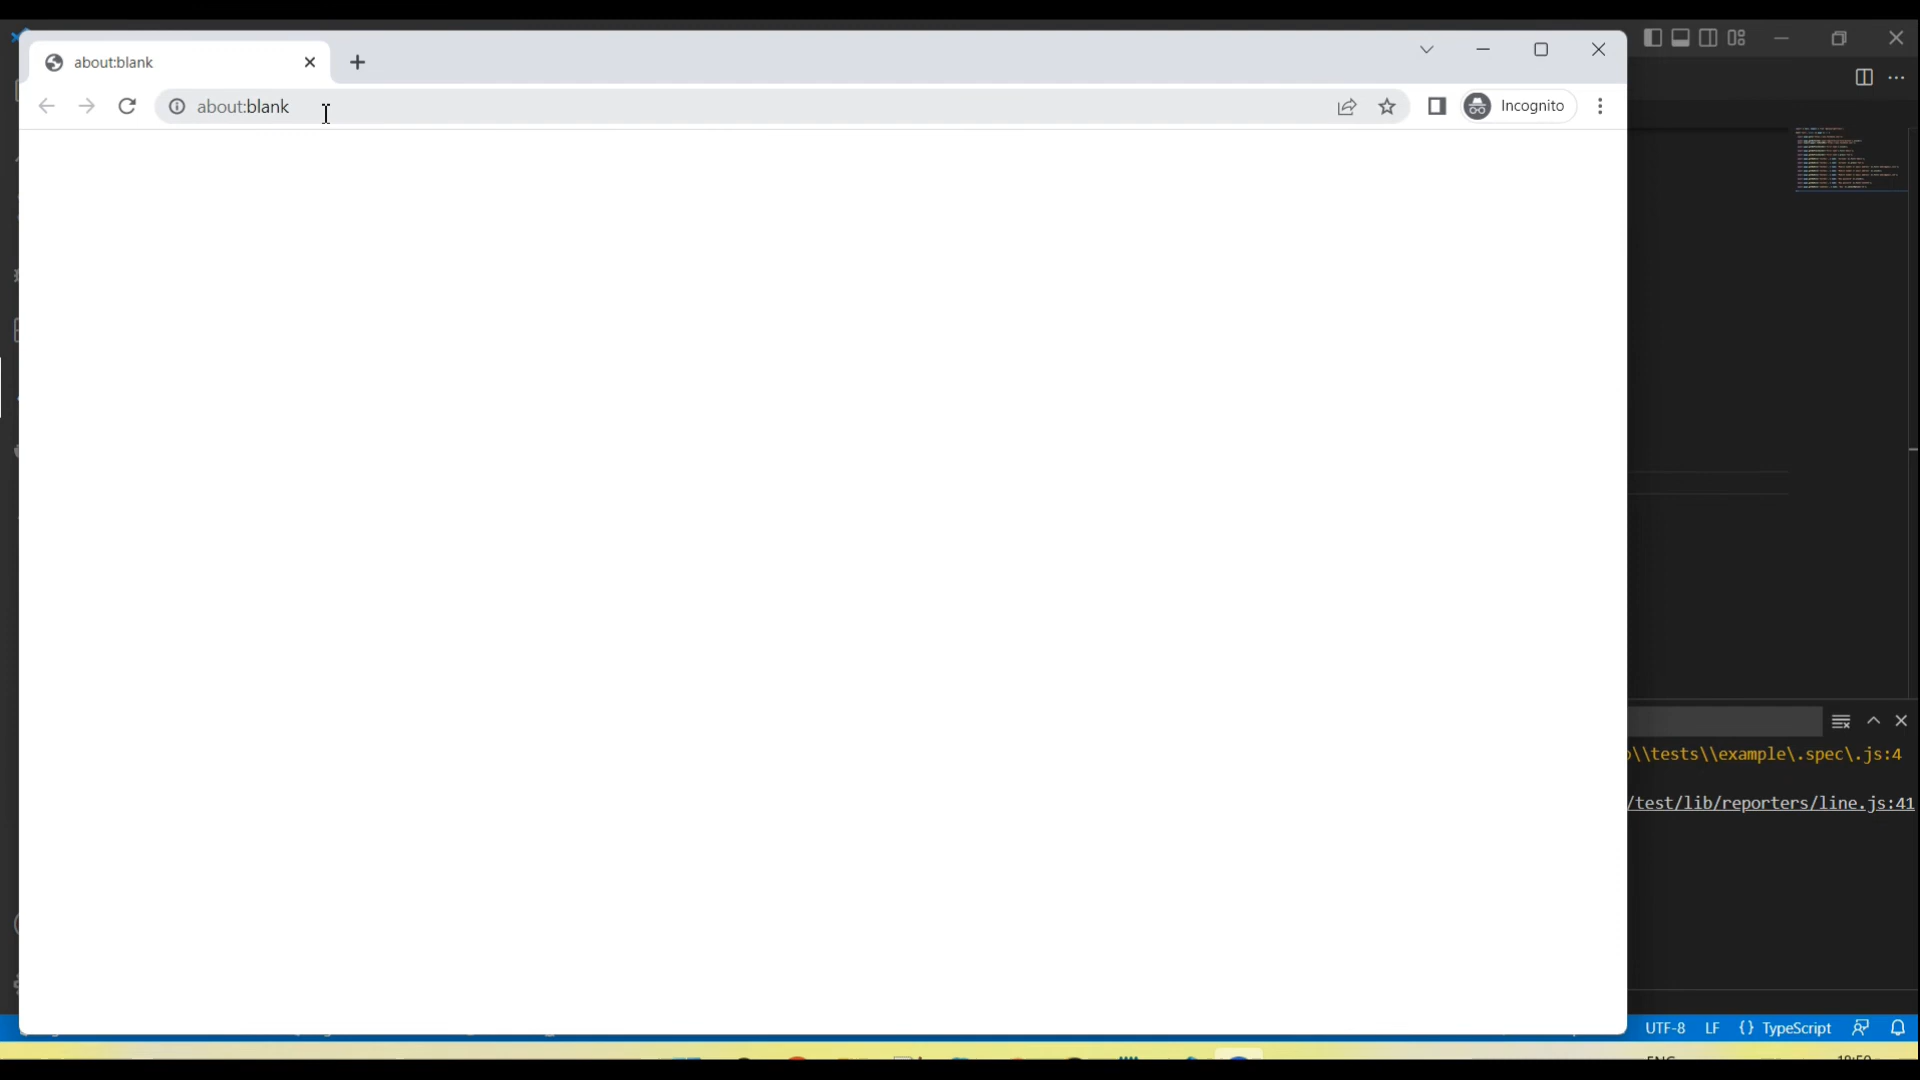 about:blank
about:blank
Incognito
\\tests\\example\.spec\.js:4
/test/lib/reporters/line.js:41
UTF-8 LF {} TypeScript